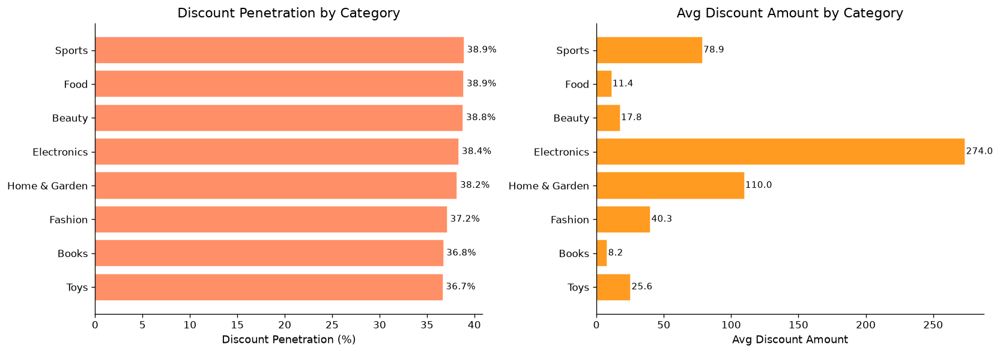 Discount Penetration by Category
Sports 38.9%
Food 38.9%
Beauty 38.8%
Electronics 38.4%
Home & Garden 38.2%
Fashion 37.2%
Books 36.8%
Toys 36.7%
0 5 10 15 20 25 30 35 40
Discount Penetration (%)
Avg Discount Amount by Category
Sports 78.9
Food 11.4
Beauty 17.8
Electronics 274.0
Home & Garden 110.0
Fashion 40.3
Books 8.2
Toys 25.6
0 50 100 150 200 250
Avg Discount Amount